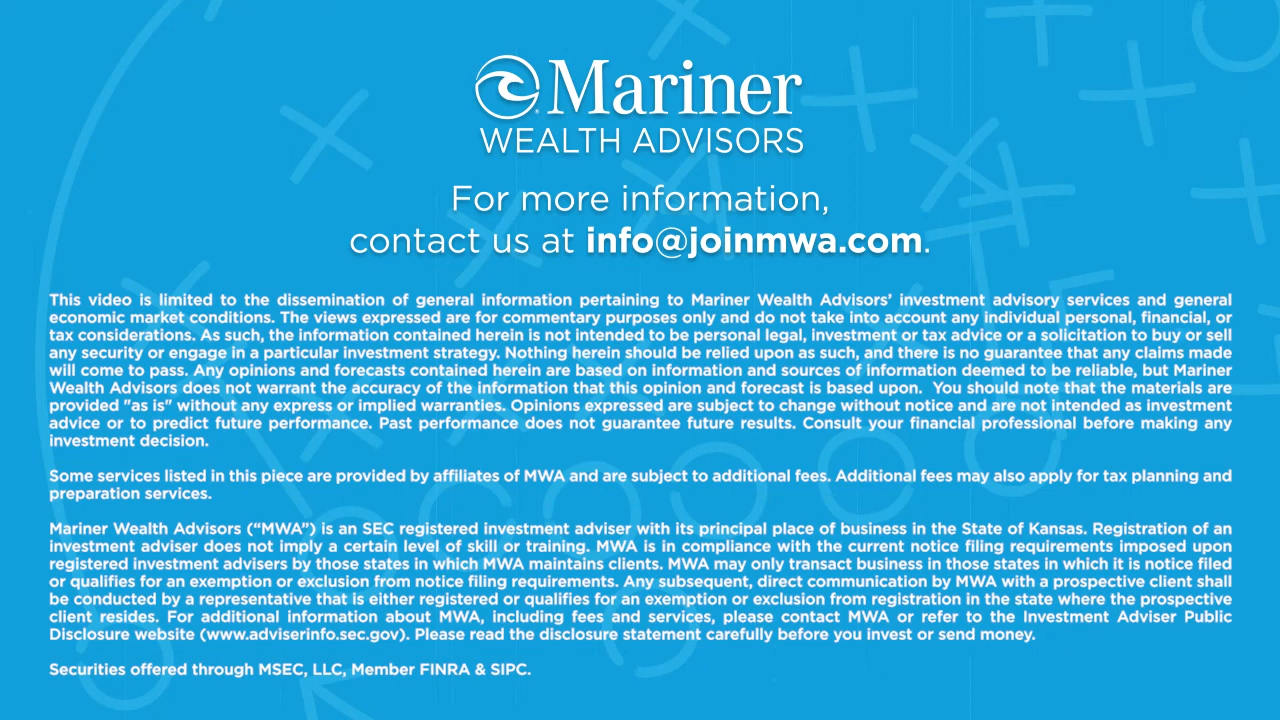 Mariner
WEALTH ADVISORS
For more information,
contact us at info@joinmwa.com.
This video is limited to the dissemination of general information pertaining to Mariner Wealth Advisors’ investment advisory services and general
economic market conditions. The views expressed are for commentary purposes only and do not take into account any individual personal, financial, or
tax considerations. As such, the information contained herein is not intended to be personal legal, investment or tax advice or a solicitation to buy or sell
any security or engage in a particular investment strategy. Nothing herein should be relied upon as such, and there is no guarantee that any claims made
will come to pass. Any opinions and forecasts contained herein are based on information and sources of information deemed to be reliable, but Mariner
Wealth Advisors does not warrant the accuracy of the information that this opinion and forecast is based upon.  You should note that the materials are
provided "as is" without any express or implied warranties. Opinions expressed are subject to change without notice and are not intended as investment
advice or to predict future performance. Past performance does not guarantee future results. Consult your financial professional before making any
investment decision.
Some services listed in this piece are provided by affiliates of MWA and are subject to additional fees. Additional fees may also apply for tax planning and
preparation services.
Mariner Wealth Advisors (“MWA”) is an SEC registered investment adviser with its principal place of business in the State of Kansas. Registration of an
investment adviser does not imply a certain level of skill or training. MWA is in compliance with the current notice filing requirements imposed upon
registered investment advisers by those states in which MWA maintains clients. MWA may only transact business in those states in which it is notice filed
or qualifies for an exemption or exclusion from notice filing requirements. Any subsequent, direct communication by MWA with a prospective client shall
be conducted by a representative that is either registered or qualifies for an exemption or exclusion from registration in the state where the prospective
client resides. For additional information about MWA, including fees and services, please contact MWA or refer to the Investment Adviser Public
Disclosure website (www.adviserinfo.sec.gov). Please read the disclosure statement carefully before you invest or send money.
Securities offered through MSEC, LLC, Member FINRA & SIPC.